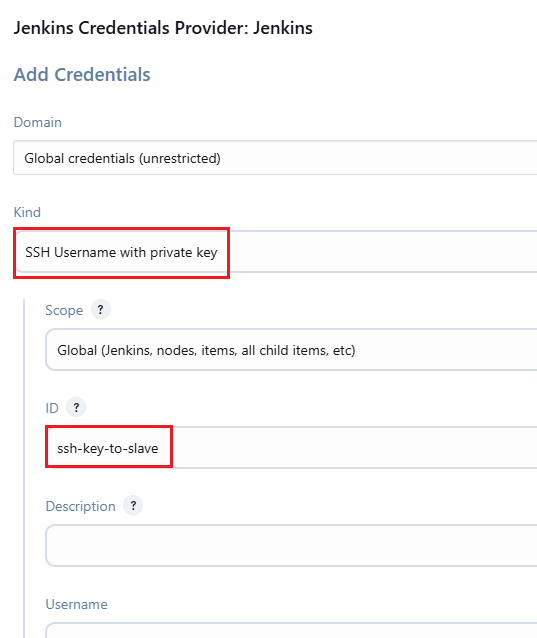 Jenkins Credentials Provider: Jenkins
Add Credentials
Domain
Global credentials (unrestricted)
Kind
SSH Username with private key
Scope ?
Global (Jenkins, nodes, items, all child items, etc)
ID ?
ssh-key-to-slave
Description ?
Username